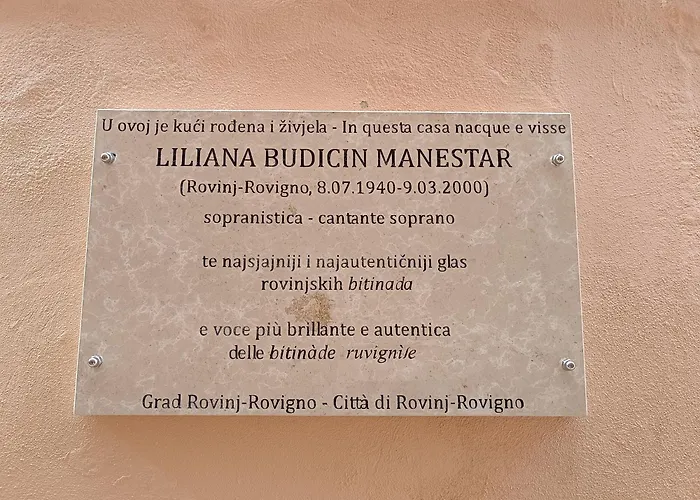 U ovoj je kući rođena i živjela - In questa casa nacque e visse
LILIANA BUDICIN MANESTAR
(Rovinj-Rovigno, 8.07.1940-9.03.2000)
sopranistica - cantante soprano
te najsjajniji i najautentičniji glas
rovinjskih bitinada
e voce più brillante e autentica
delle bitinàde ruvignìʃe
Grad Rovinj-Rovigno - Città di Rovinj-Rovigno